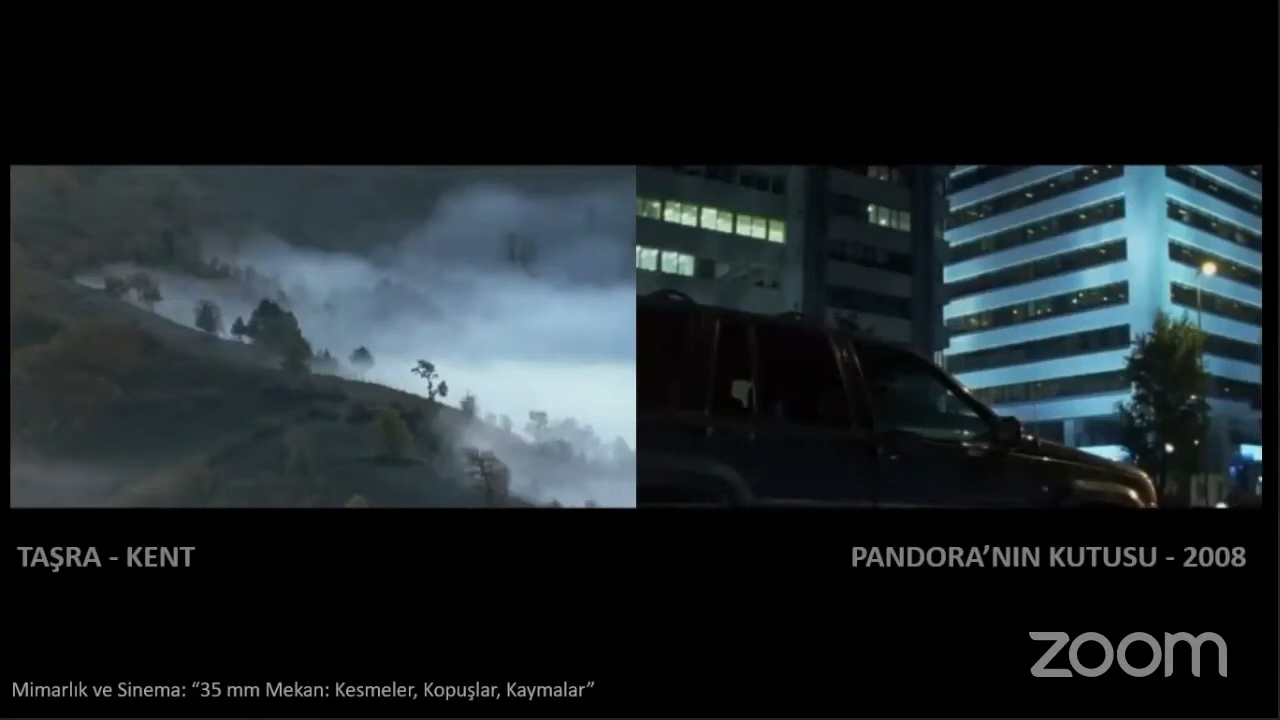 TAŞRA - KENT
PANDORA’NIN KUTUSU - 2008
zoom
Mimarlık ve Sinema: “35 mm Mekan: Kesmeler, Kopuşlar, Kaymalar”